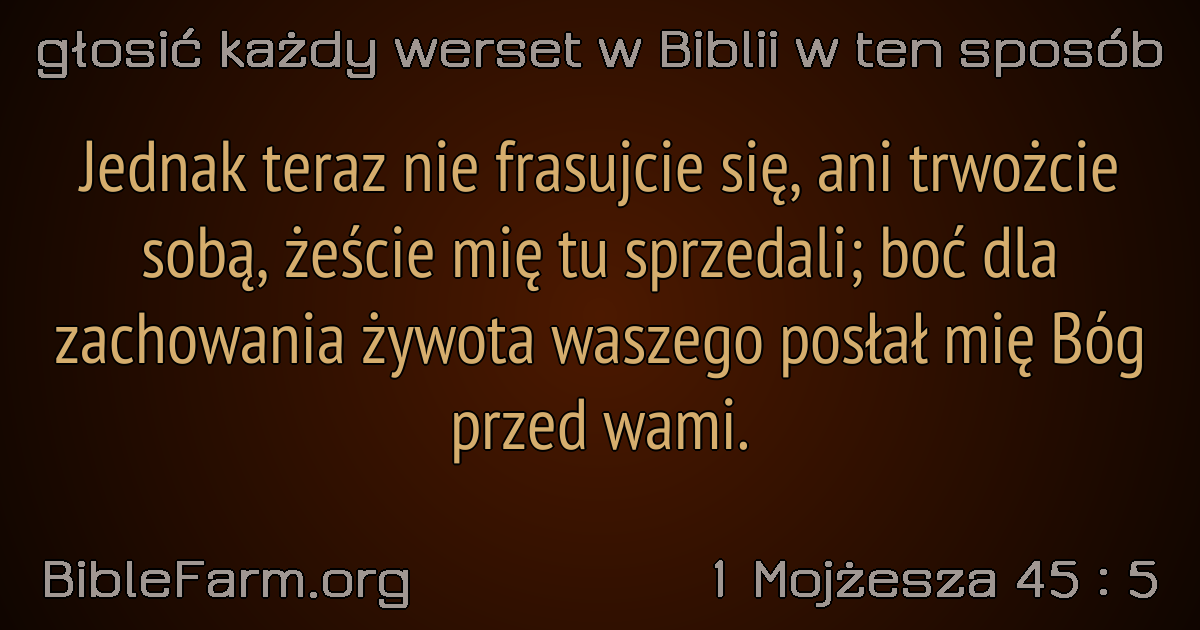 głosić każdy werset w Biblii w ten sposób
Jednak teraz nie frasujcie się, ani trwożcie
sobą, żeście mię tu sprzedali; boć dla
zachowania żywota waszego posłał mię Bóg
przed wami.
BibleFarm.org
1 Mojżesza 45 : 5